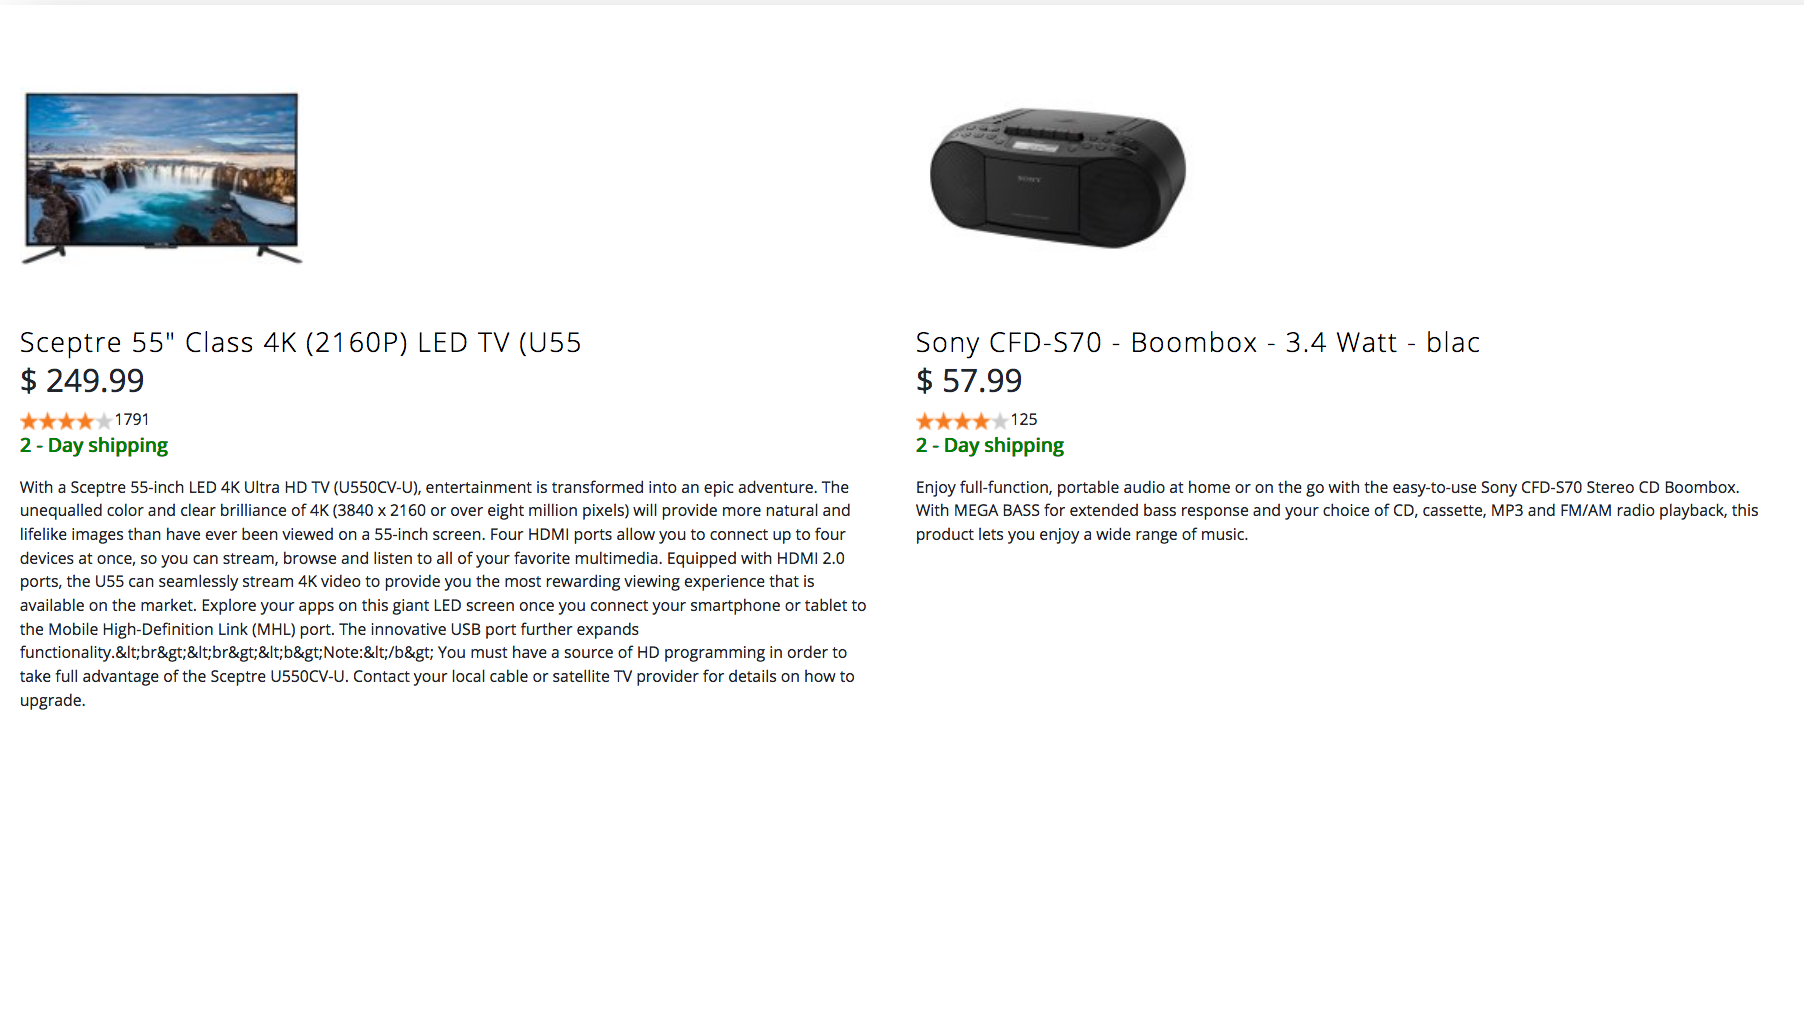 SONY
Sceptre 55" Class 4K (2160P) LED TV (U55
$ 249.99
1791
2 - Day shipping
With a Sceptre 55-inch LED 4K Ultra HD TV (U550CV-U), entertainment is transformed into an epic adventure. The
unequalled color and clear brilliance of 4K (3840 x 2160 or over eight million pixels) will provide more natural and
lifelike images than have ever been viewed on a 55-inch screen. Four HDMI ports allow you to connect up to four
devices at once, so you can stream, browse and listen to all of your favorite multimedia. Equipped with HDMI 2.0
ports, the U55 can seamlessly stream 4K video to provide you the most rewarding viewing experience that is
available on the market. Explore your apps on this giant LED screen once you connect your smartphone or tablet to
the Mobile High-Definition Link (MHL) port. The innovative USB port further expands
functionality.&lt;br&gt;&lt;br&gt;&lt;b&gt;Note:&lt;/b&gt; You must have a source of HD programming in order to
take full advantage of the Sceptre U550CV-U. Contact your local cable or satellite TV provider for details on how to
upgrade.
Sony CFD-S70 - Boombox - 3.4 Watt - blac
$ 57.99
125
2 - Day shipping
Enjoy full-function, portable audio at home or on the go with the easy-to-use Sony CFD-S70 Stereo CD Boombox.
With MEGA BASS for extended bass response and your choice of CD, cassette, MP3 and FM/AM radio playback, this
product lets you enjoy a wide range of music.